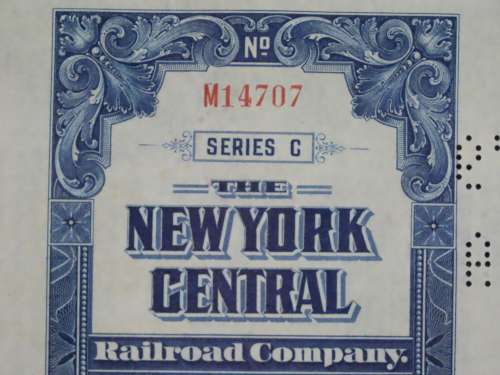 No
M14707
SERIES C
THE
NEW YORK
CENTRAL
Railroad Company.